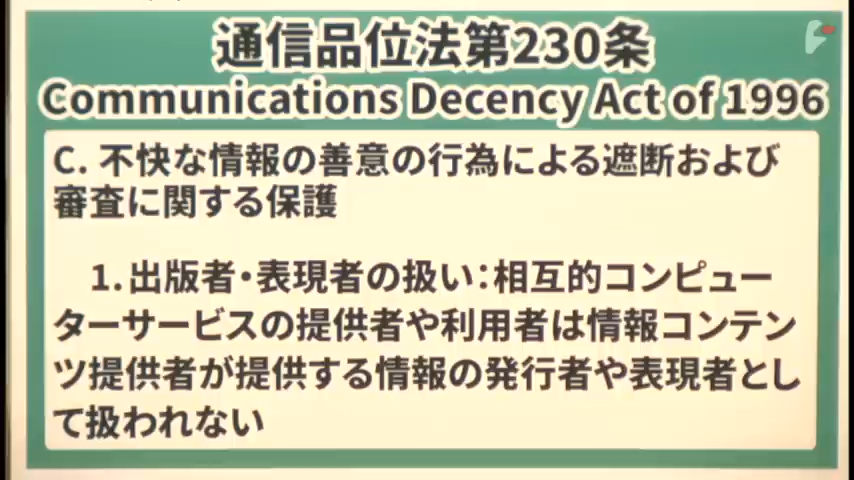 通信品位法第230条
Communications Decency Act of 1996
C. 不快な情報の善意の行為による遮断および
審査に関する保護
1.出版者・表現者の扱い：相互的コンピュー
ターサービスの提供者や利用者は情報コンテン
ツ提供者が提供する情報の発行者や表現者とし
て扱われない